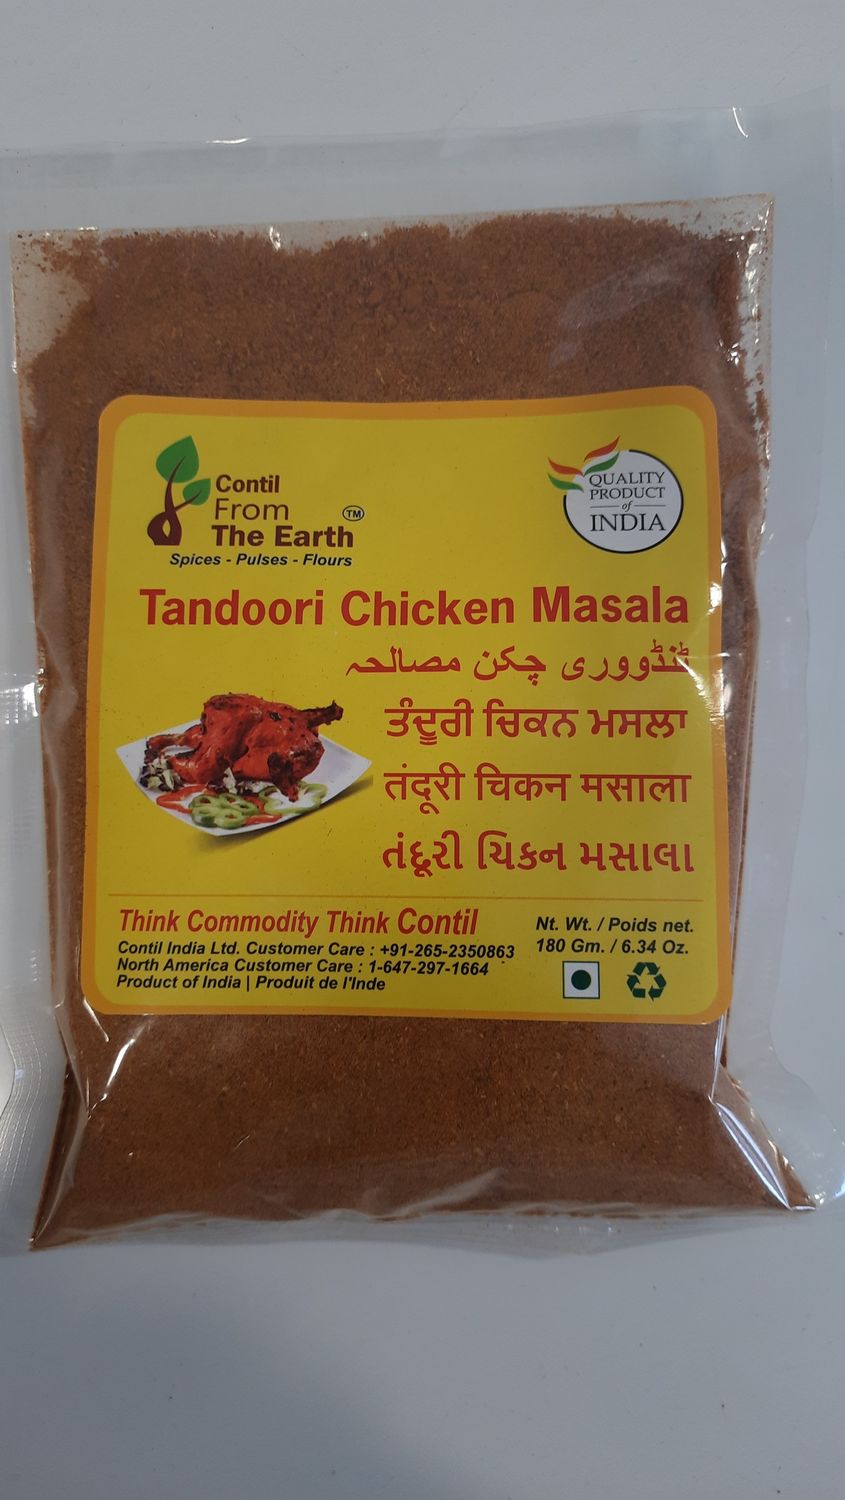 Contil
From
The Earth TM
Spices - Pulses - Flours
QUALITY
PRODUCT
of
INDIA
Tandoori Chicken Masala
ٹنڈووری چکن مصالحہ
ਤੰਦੂਰੀ ਚਿਕਨ ਮਸਲਾ
तंदूरी चिकन मसाला
તંદૂરી ચિકન મસાલા
Think Commodity Think Contil
Contil India Ltd. Customer Care : +91-265-2350863
North America Customer Care : 1-647-297-1664
Product of India | Produit de l'Inde
Nt. Wt. / Poids net.
180 Gm. / 6.34 Oz.